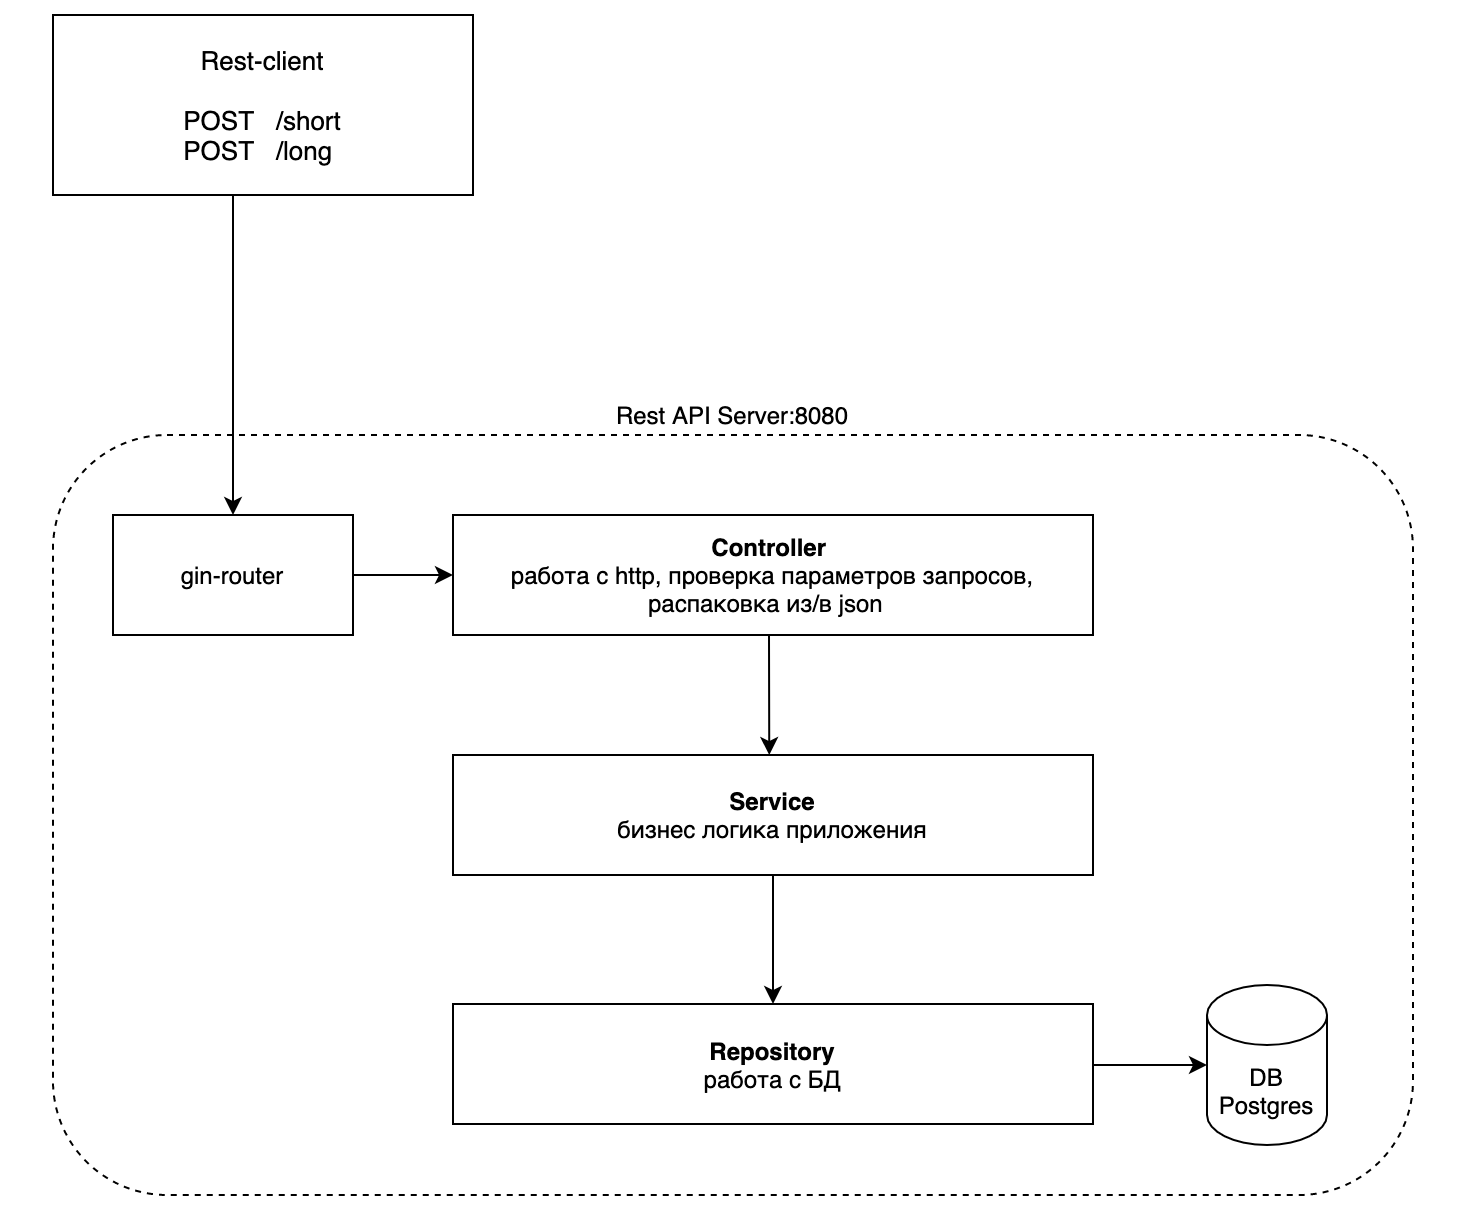 Rest-client
POST /short
POST /long
Rest API Server:8080
gin-router
Controller
работа с http, проверка параметров запросов,
распаковка из/в json
Service
бизнес логика приложения
Repository
работа с БД
DB
Postgres